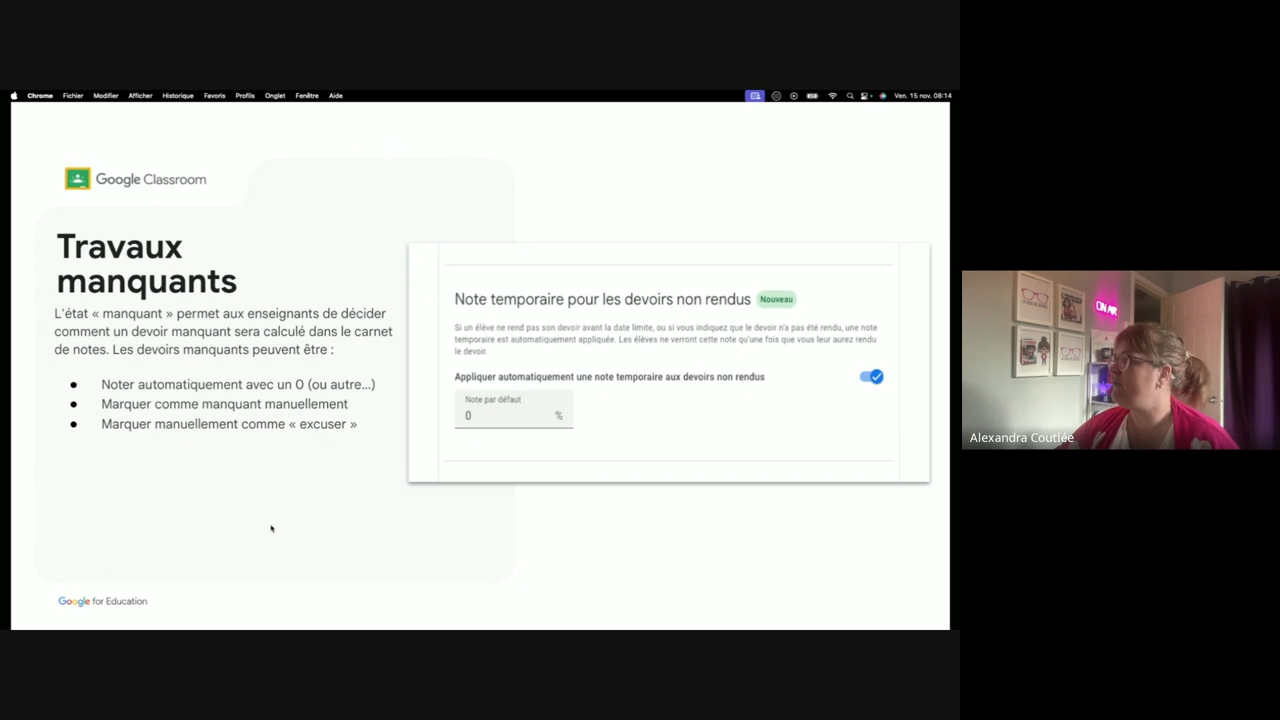 Chrome Fichier Modifier Afficher Historique Favoris Profils Onglet Fenêtre Aide
Ven. 15 nov. 08:14
Google Classroom
Travaux
manquants
L'état « manquant » permet aux enseignants de décider
comment un devoir manquant sera calculé dans le carnet
de notes. Les devoirs manquants peuvent être :
● Noter automatiquement avec un 0 (ou autre...)
● Marquer comme manquant manuellement
● Marquer manuellement comme « excuser »
Note temporaire pour les devoirs non rendus Nouveau
Si un élève ne rend pas son devoir avant la date limite, ou si vous indiquez que le devoir n'a pas été rendu, une note
temporaire est automatiquement appliquée. Les élèves ne verront cette note qu'une fois que vous leur aurez rendu
le devoir.
Appliquer automatiquement une note temporaire aux devoirs non rendus
Note par défaut
0 %
Google for Education
ON AIR
Alexandra Coutlée